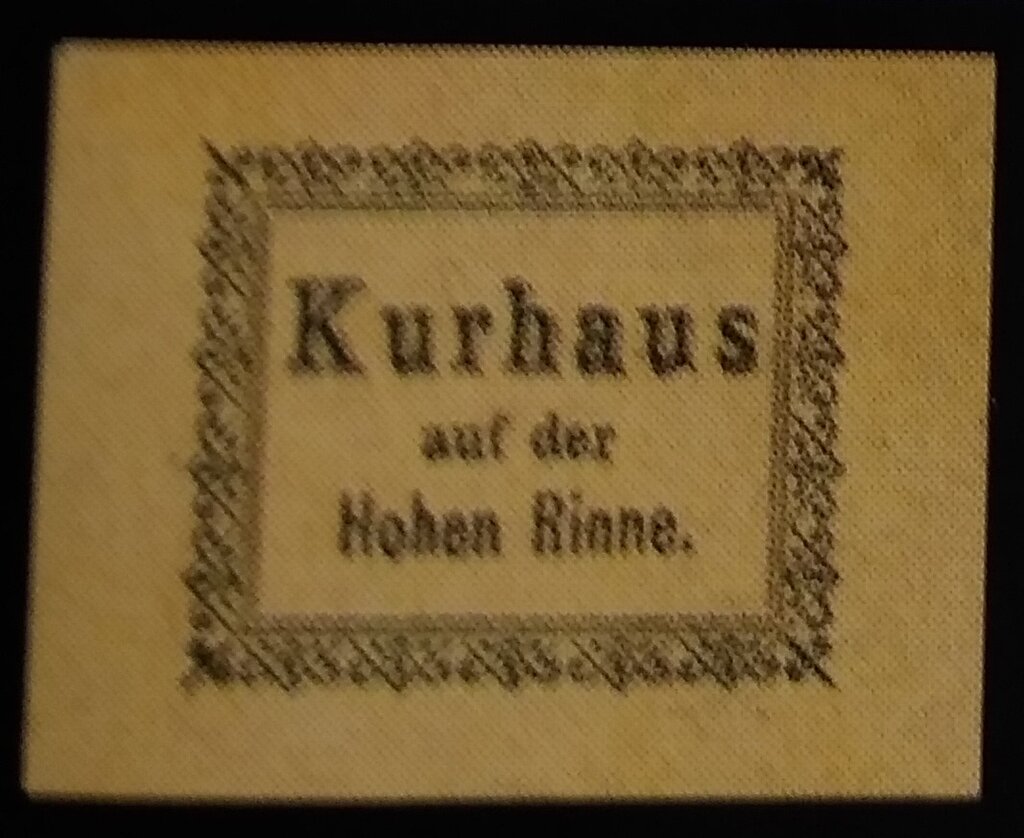 Kurhaus
auf der
Hohen Rinne.